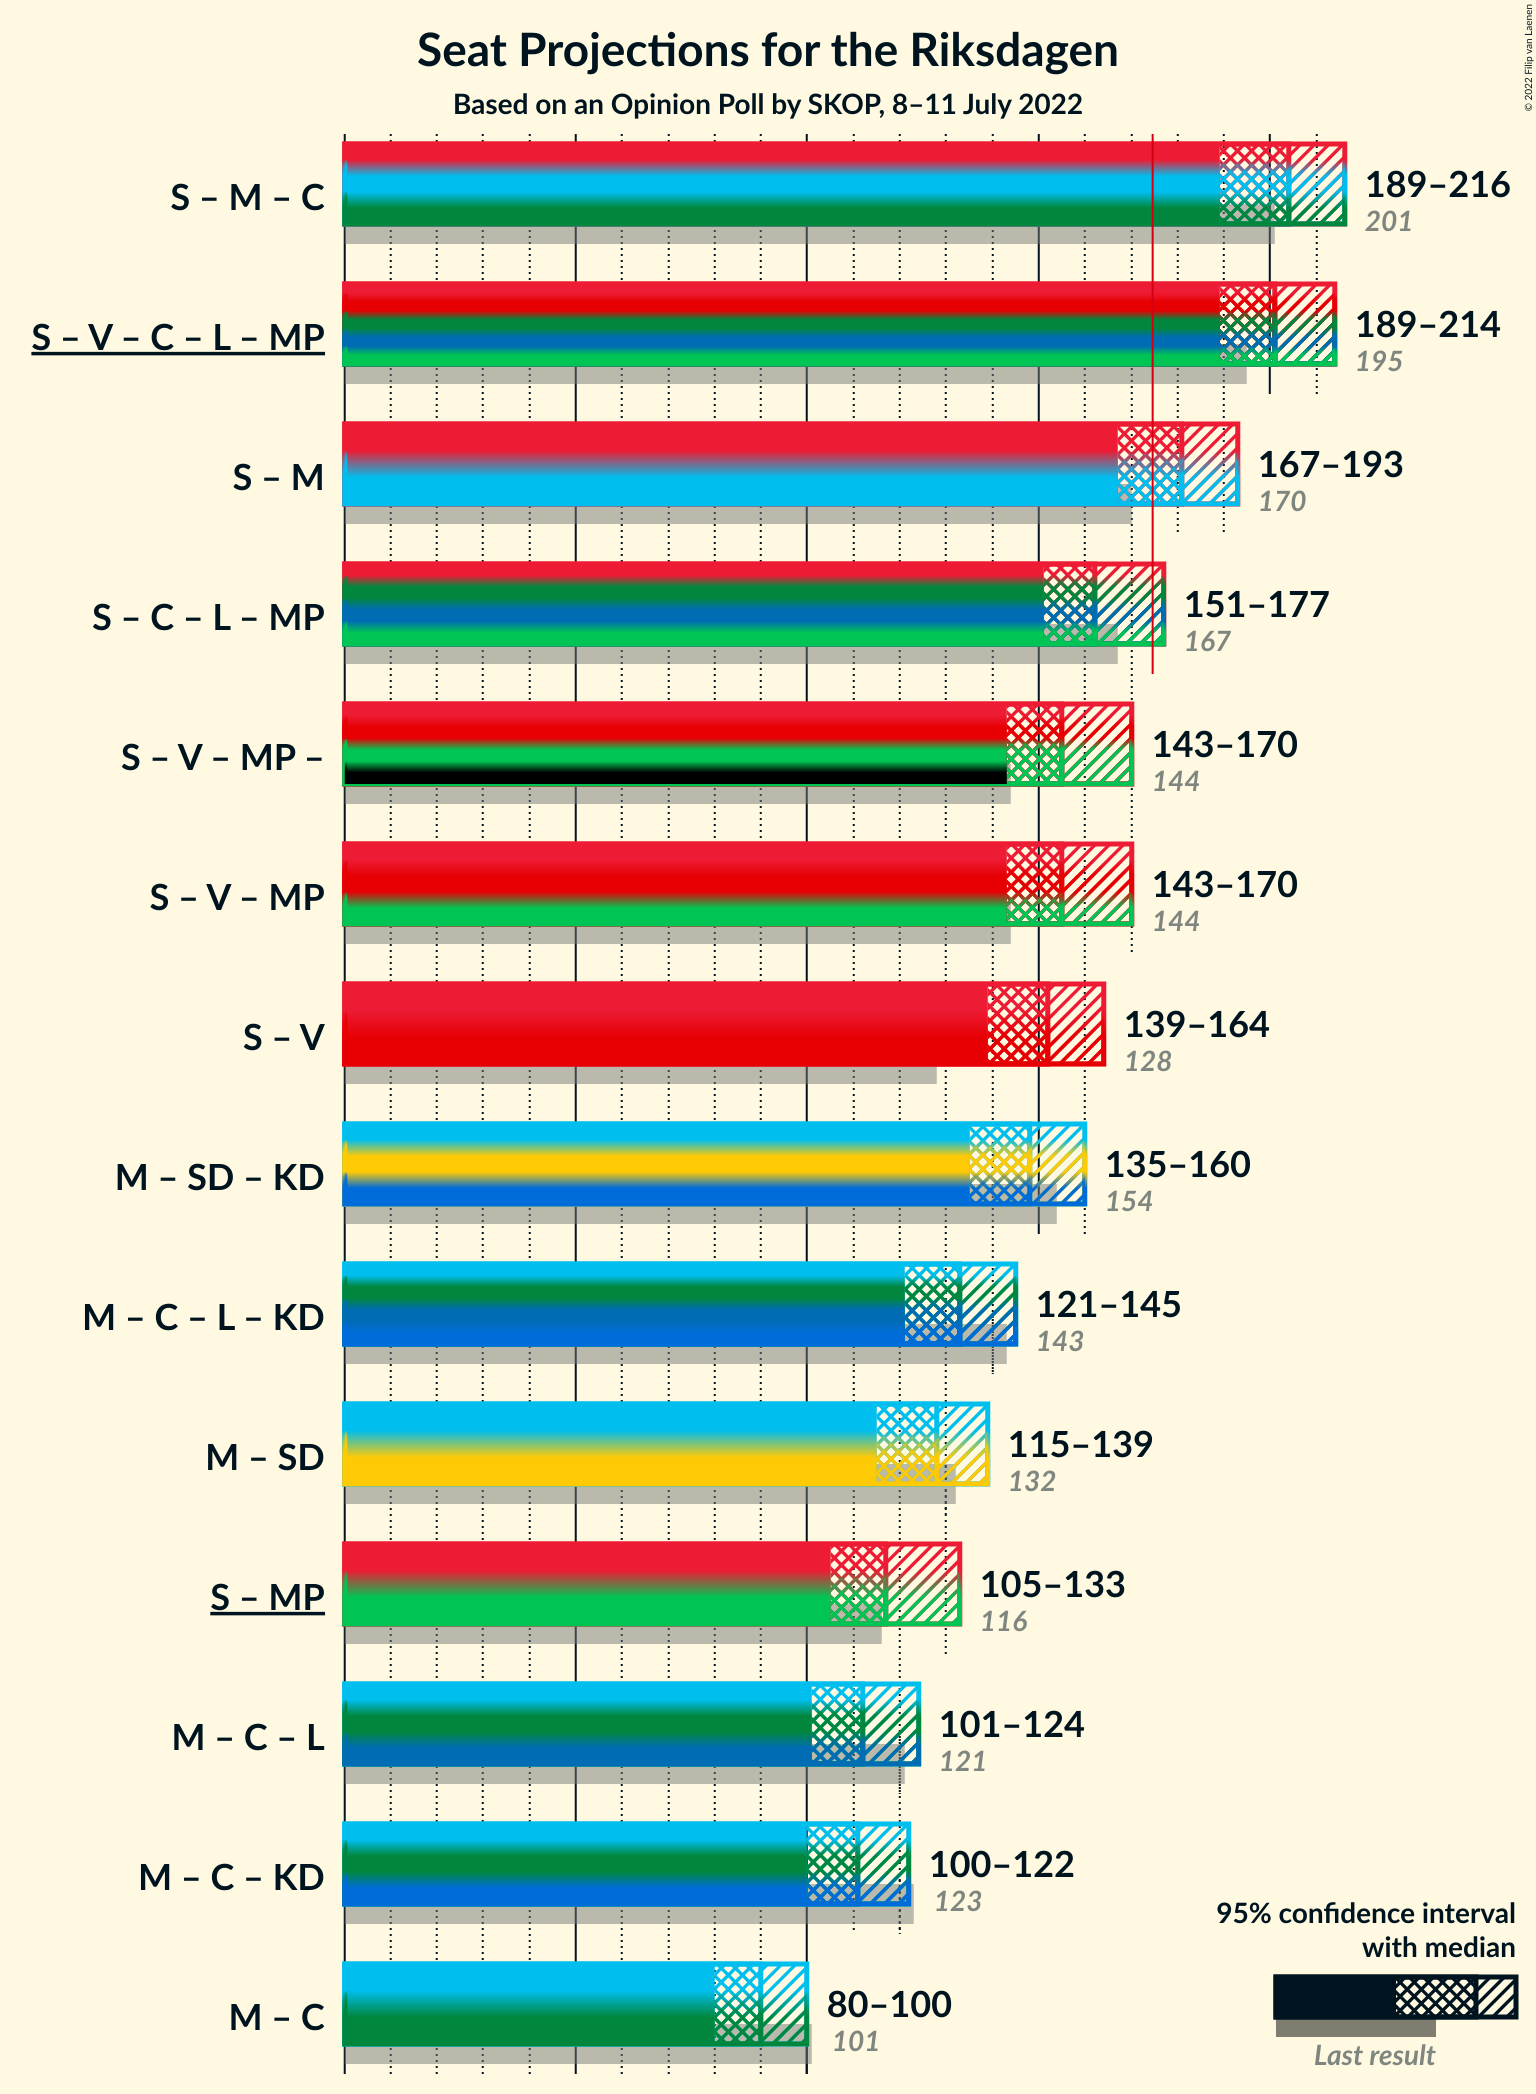 Seat Projections for the Riksdagen
Based on an Opinion Poll by SKOP, 8–11 July 2022
© 2022 Filip van Laenen
S – M – C
189–216
201
S – V – C – L – MP
189–214
195
S – M
167–193
170
S – C – L – MP
151–177
167
S – V – MP –
143–170
144
S – V – MP
143–170
144
S – V
139–164
128
M – SD – KD
135–160
154
M – C – L – KD
121–145
143
M – SD
115–139
132
S – MP
105–133
116
M – C – L
101–124
121
M – C – KD
100–122
123
M – C
80–100
101
95% confidence interval
with median
Last result